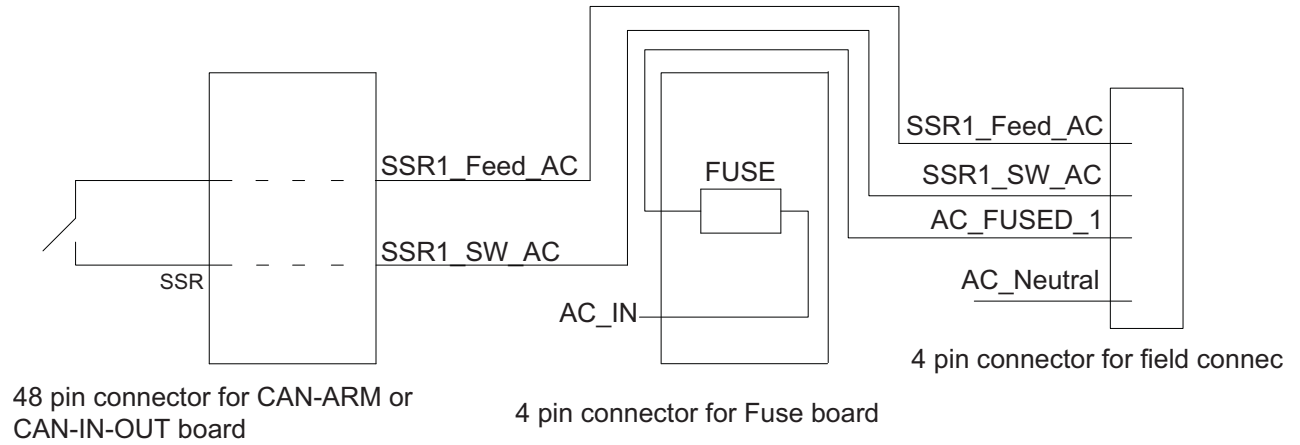 SSR1_Feed_AC
SSR1_Feed_AC
FUSE
SSR1_SW_AC
AC_FUSED_1
SSR1_SW_AC
SSR
AC_Neutral
AC_IN
4 pin connector for field connec
48 pin connector for CAN-ARM or
CAN-IN-OUT board
4 pin connector for Fuse board